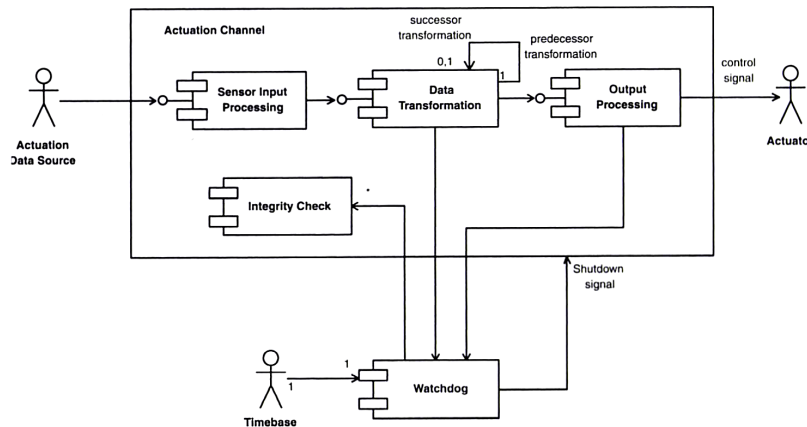 successor
transformation
Actuation Channel
predecessor
transformation
0,1
1
control
signal
Sensor Input
Processing
Data
Transformation
Output
Processing
Actuation
Data Source
Actuato
Integrity Check
Shutdown
signal
1
1
Watchdog
Timebase